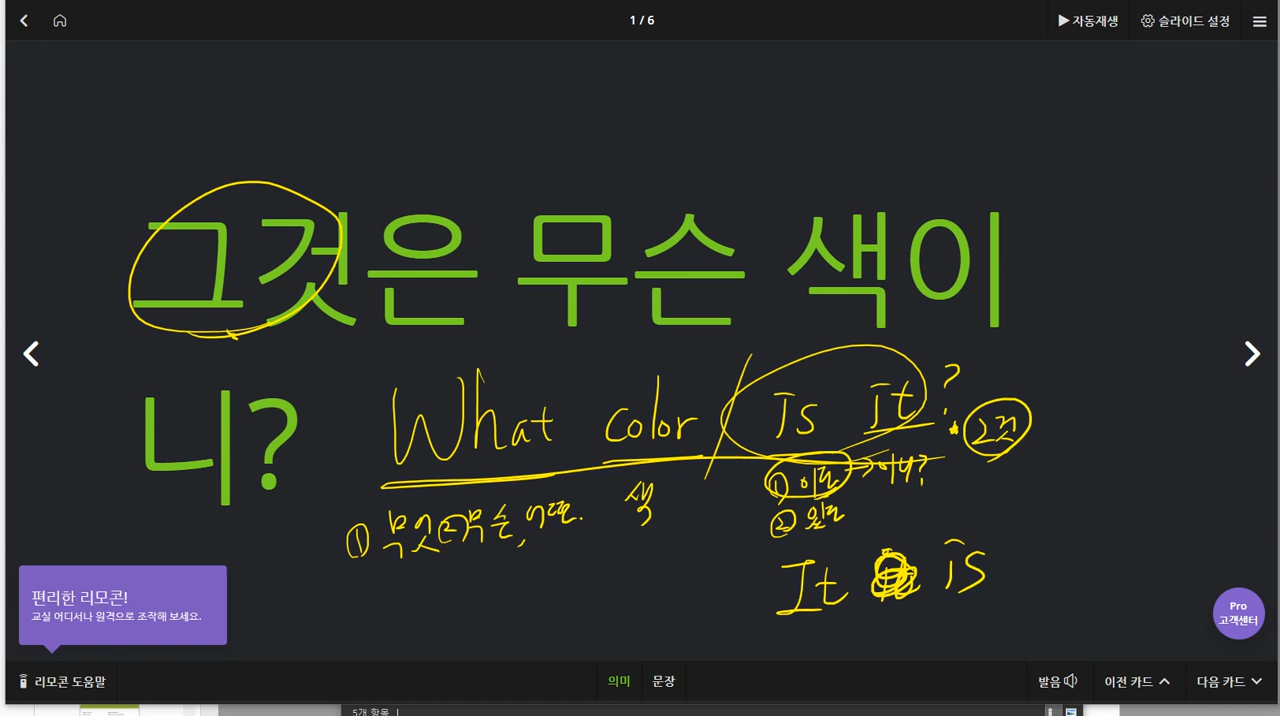 1 / 6
▶ 자동재생
슬라이드 설정
그것은 무슨 색이
니?
What color / is it?
그것
① 이다 → 이니?
② 있다
① 무엇 ② 무슨, 어떤. 색
It is
편리한 리모콘!
교실 어디서나 원격으로 조작해 보세요.
Pro
고객센터
리모콘 도움말
의미
문장
발음
이전 카드
다음 카드
5개 항목